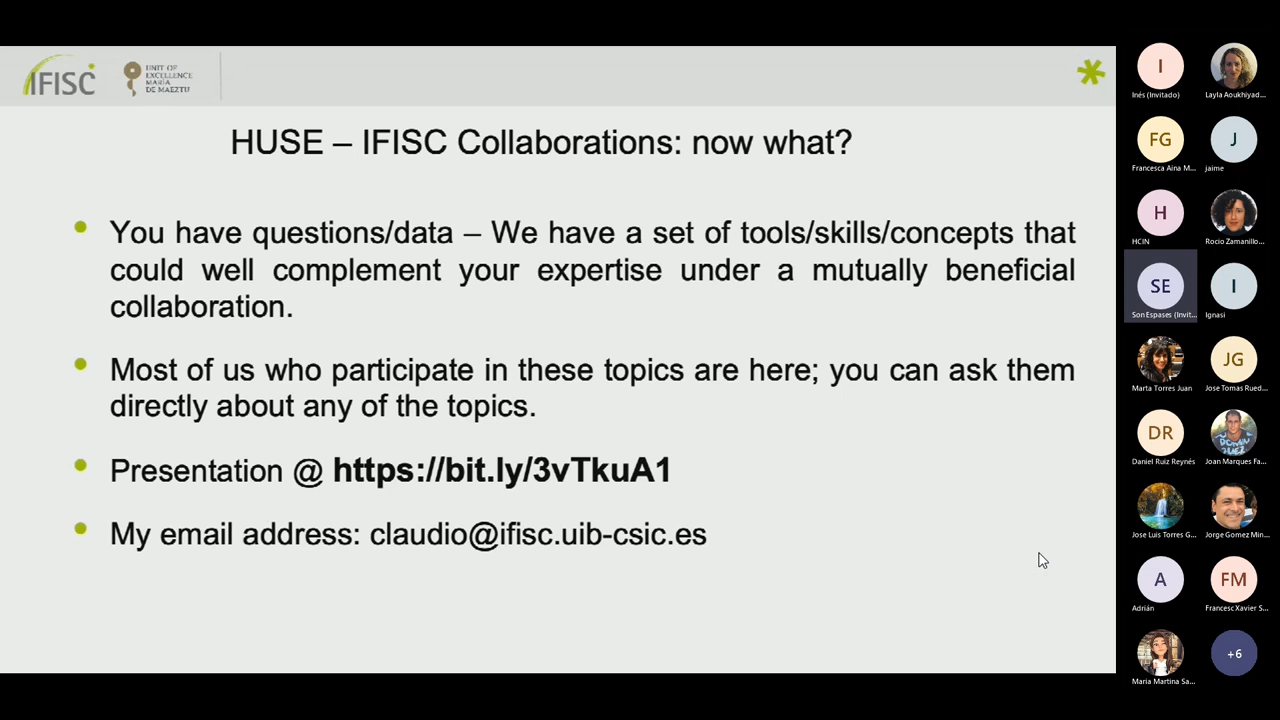 IFISC
UNIT OF
EXCELLENCE
MARÍA
DE MAEZTU
HUSE – IFISC Collaborations: now what?
You have questions/data – We have a set of tools/skills/concepts that
could well complement your expertise under a mutually beneficial
collaboration.
Most of us who participate in these topics are here; you can ask them
directly about any of the topics.
Presentation @ https://bit.ly/3vTkuA1
My email address: claudio@ifisc.uib-csic.es
I
Inés (Invitado)
Layla Aoukhiyad...
FG
Francesca Aina M...
J
jaime
H
HCIN
Rocio Zamanillo...
SE
Son Espases (Invit...
I
Ignasi
Marta Torres Juan
JG
Jose Tomas Rued...
DR
Daniel Ruiz Reynés
Joan Marques Fa...
Jose Luis Torres G...
Jorge Gomez Min...
A
Adrián
FM
Francesc Xavier S...
Maria Martina Sa...
+6